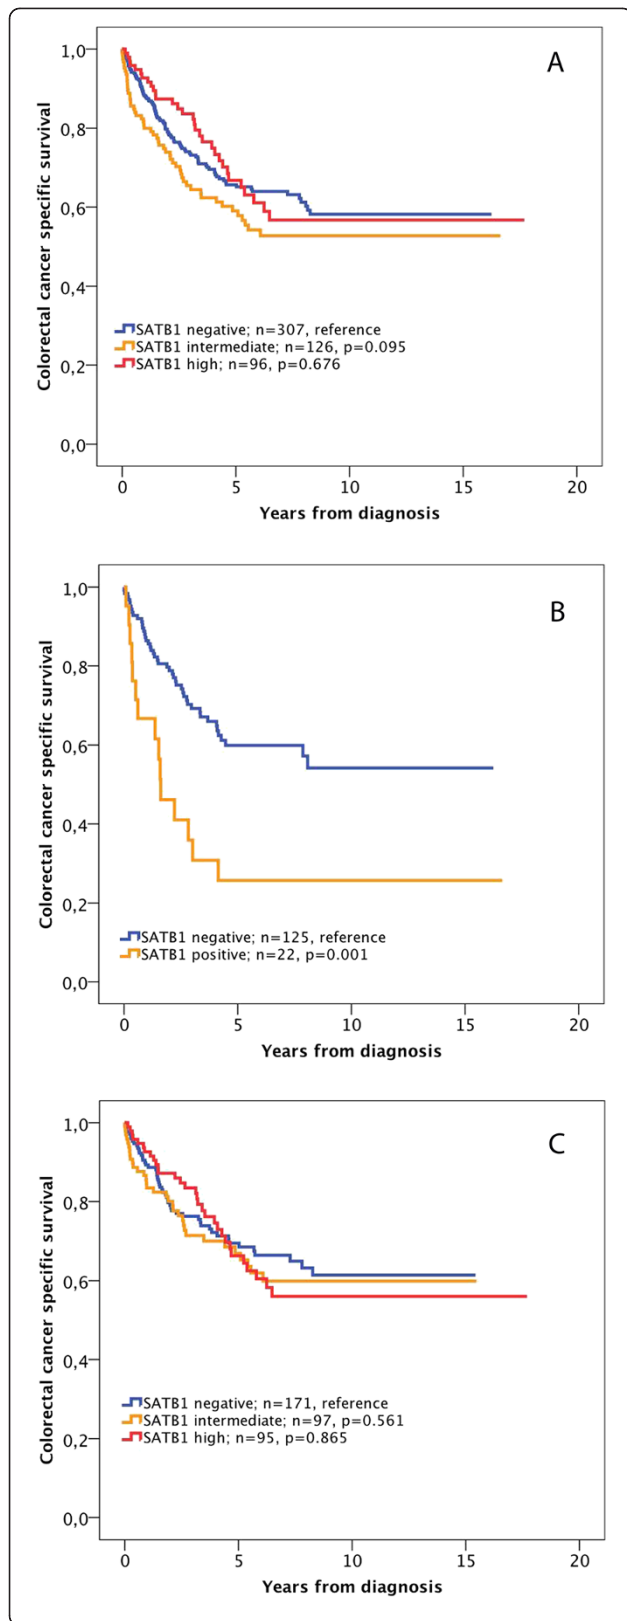 A
Colorectal cancer specific survival
1,0
0,8
0,6
0,4
0,2
0,0
SATB1 negative; n=307, reference
SATB1 intermediate; n=126, p=0.095
SATB1 high; n=96, p=0.676
0 5 10 15 20
Years from diagnosis
B
Colorectal cancer specific survival
1,0
0,8
0,6
0,4
0,2
0,0
SATB1 negative; n=125, reference
SATB1 positive; n=22, p=0.001
0 5 10 15 20
Years from diagnosis
C
Colorectal cancer specific survival
1,0
0,8
0,6
0,4
0,2
0,0
SATB1 negative; n=171, reference
SATB1 intermediate; n=97, p=0.561
SATB1 high; n=95, p=0.865
0 5 10 15 20
Years from diagnosis